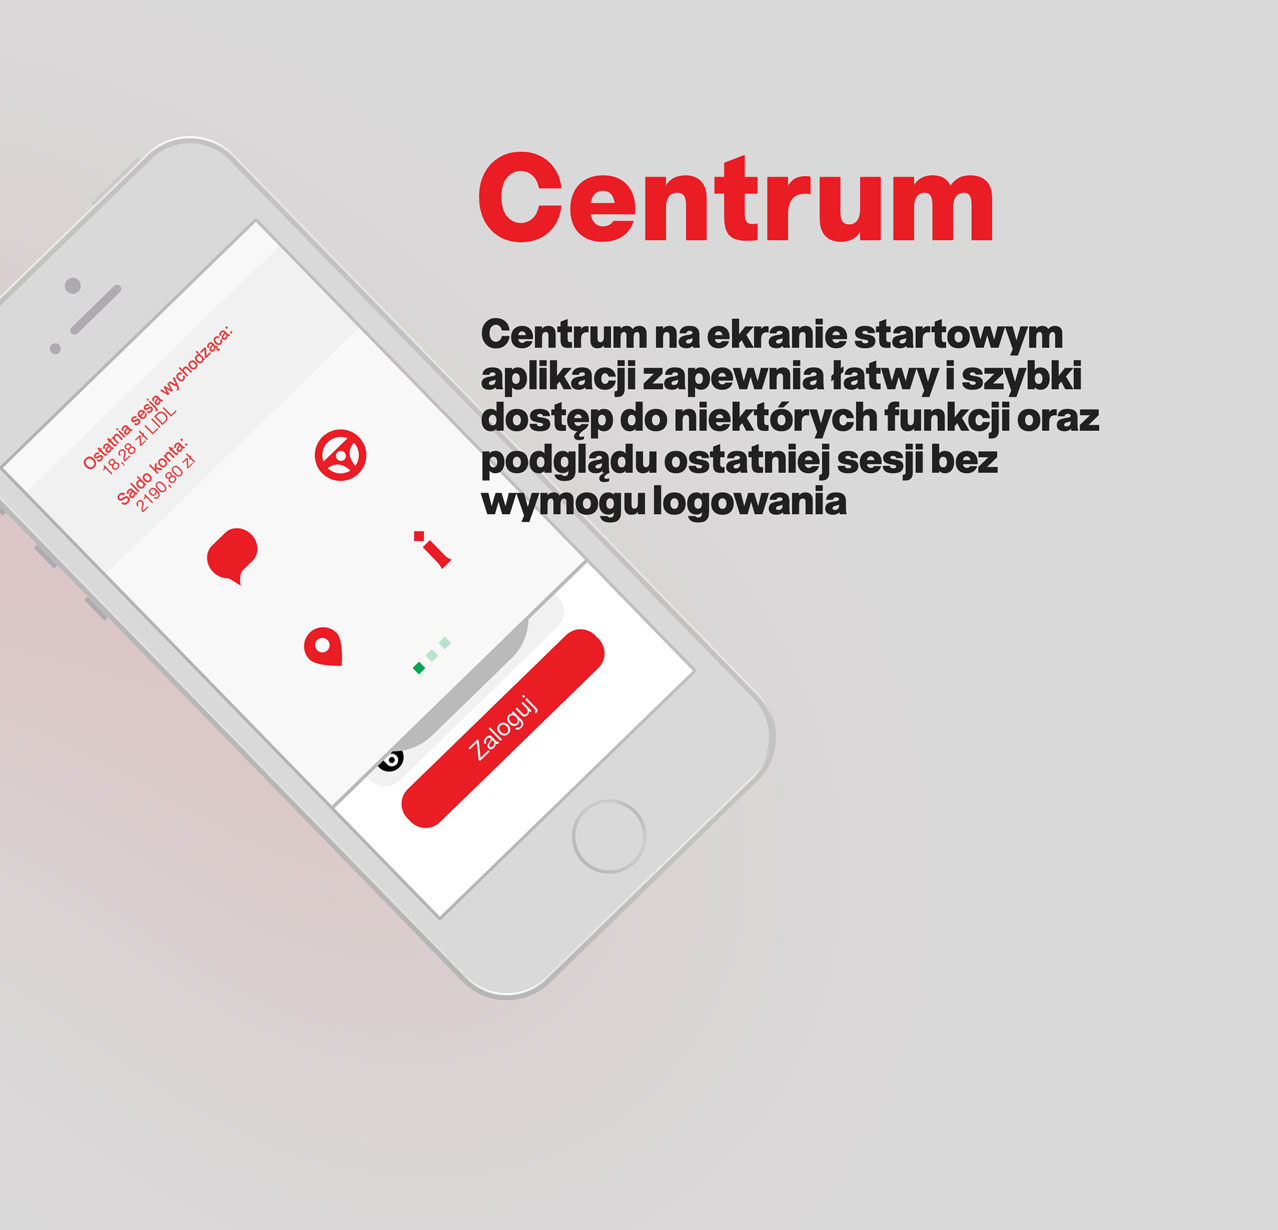 Centrum
Centrum na ekranie startowym
aplikacji zapewnia łatwy i szybki
dostęp do niektórych funkcji oraz
podglądu ostatniej sesji bez
wymogu logowania
Ostatnia sesja wychodząca:
18,28 zł LIDL
Saldo konta:
2190,80 zł
Zaloguj